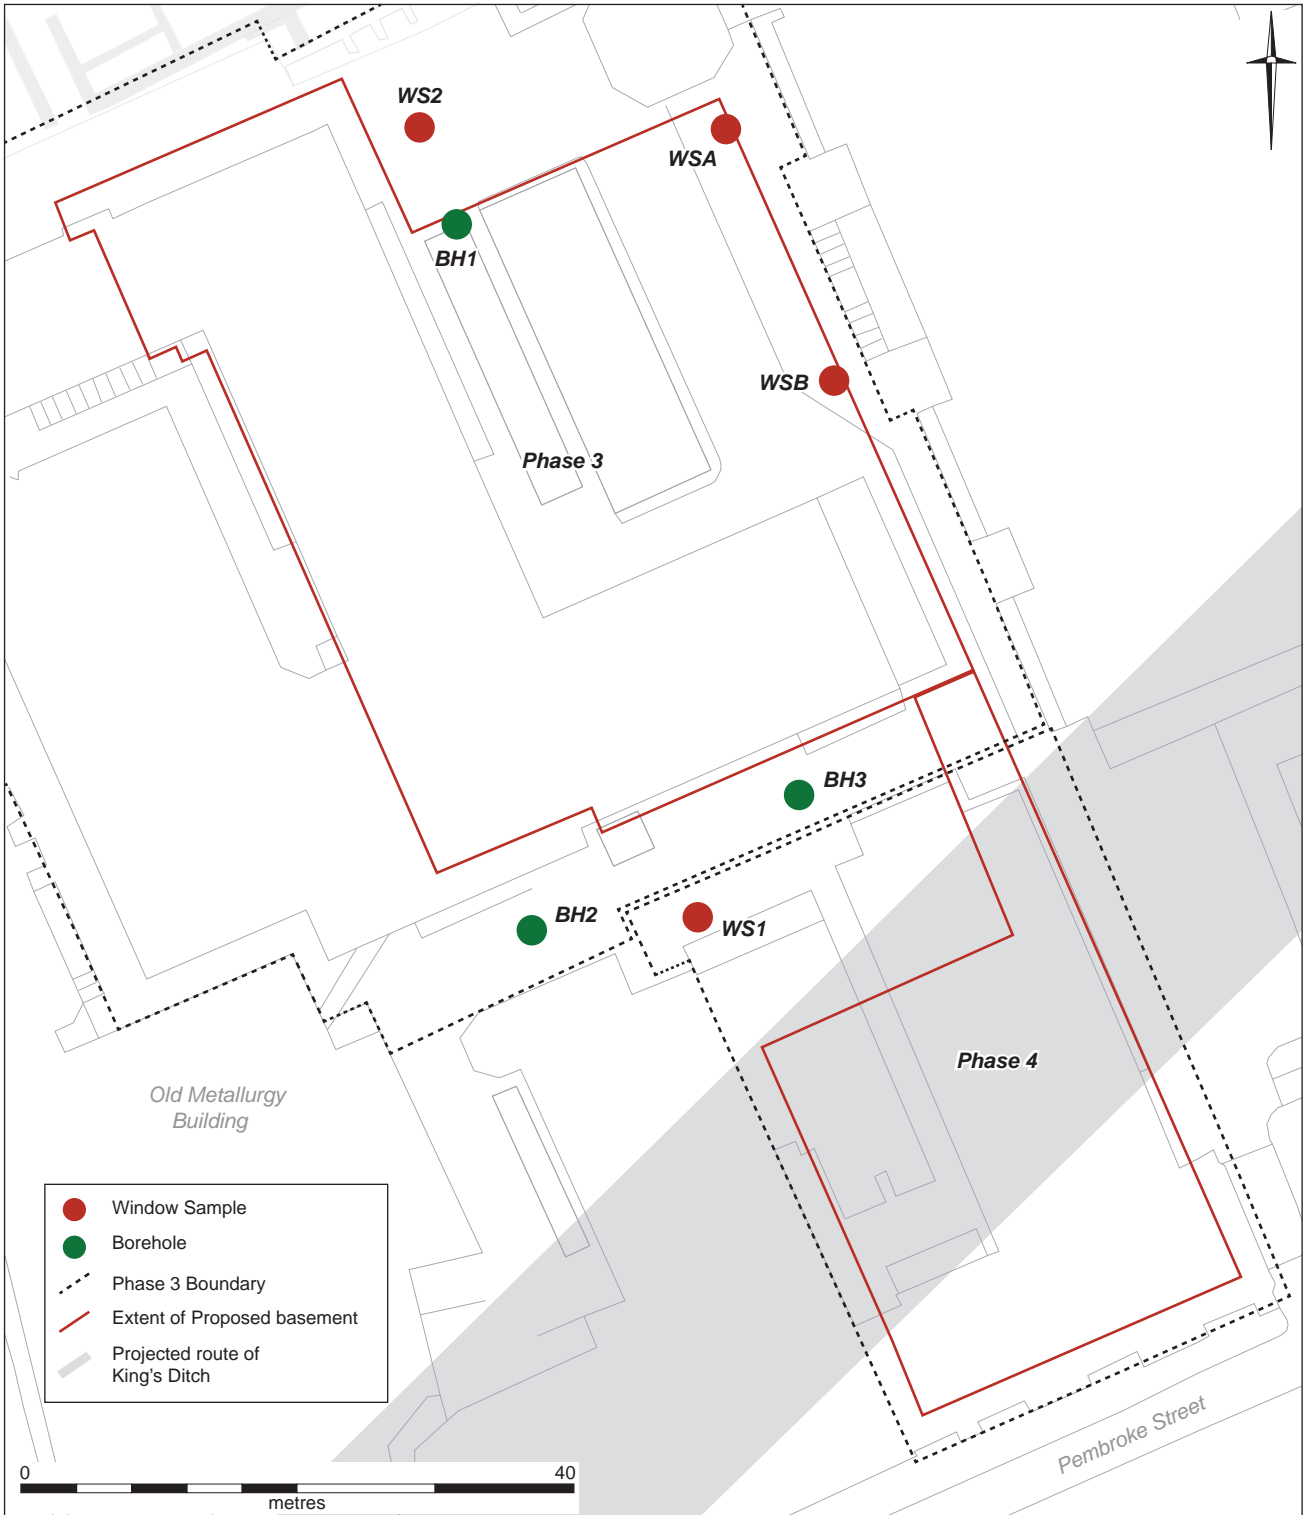 WS2
WSA
BH1
WSB
Phase 3
BH3
BH2
WS1
Phase 4
Old Metallurgy
Building
Window Sample
Borehole
Phase 3 Boundary
Extent of Proposed basement
Projected route of
King's Ditch
Pembroke Street
0 40
metres